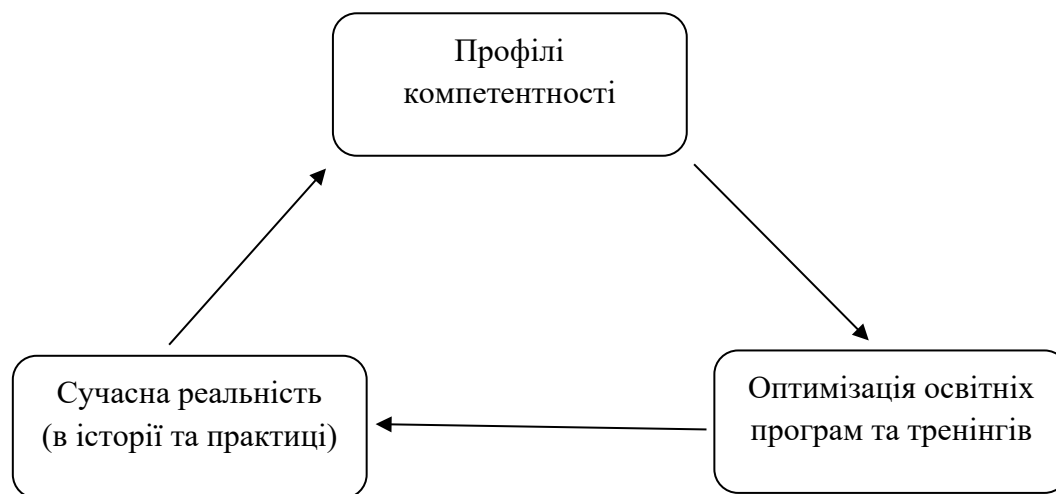 Профілі
компетентності
Сучасна реальність
(в історії та практиці)
Оптимізація освітніх
програм та тренінгів